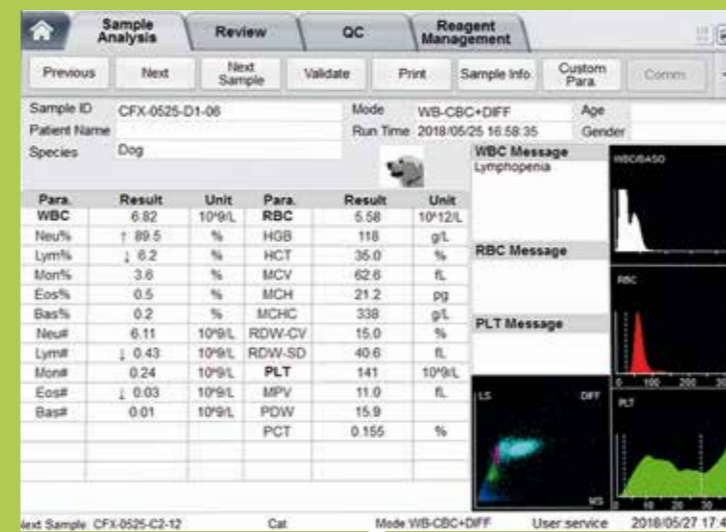 Sample Analysis Review QC Reagent Management
Previous Next Next Sample Validate Print Sample Info Custom Para. Comm.
Sample ID CFX-0525-D1-06 Mode WB-CBC+DIFF Age
Patient Name Run Time 2018/05/25 16:58:35 Gender
Species Dog WBC Message WBC/BASO
Lymphopenia
Para. Result Unit Para. Result Unit
WBC 6.82 10^9/L RBC 5.58 10^12/L
Neu% ↑ 89.5 % HGB 118 g/L
Lym% ↓ 6.2 % HCT 35.0 % RBC Message
Mon% 3.6 % MCV 62.6 fL RBC
Eos% 0.5 % MCH 21.2 pg
Bas% 0.2 % MCHC 338 g/L
Neu# 6.11 10^9/L RDW-CV 15.0 % PLT Message
Lym# ↓ 0.43 10^9/L RDW-SD 40.6 fL
Mon# 0.24 10^9/L PLT 141 10^9/L 0 100 200
Eos# ↓ 0.03 10^9/L MPV 11.0 fL LS DIFF PLT
Bas# 0.01 10^9/L PDW 15.9
PCT 0.155 %
MS 0 10 20 30
Next Sample CFX-0525-C2-12 Cat Mode WB-CBC+DIFF User service 2018/05/27